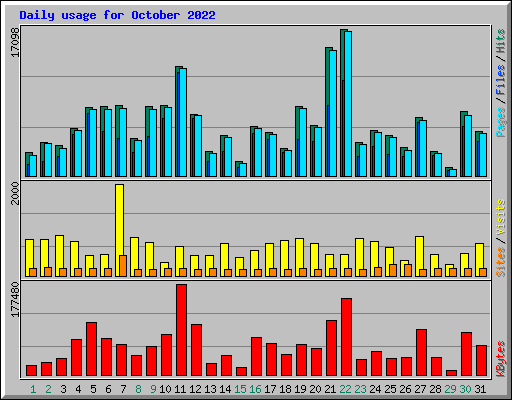 Daily usage for October 2022
17098
Pages / Files / Hits
2000
Sites / Visits
177480
KBytes
1 2 3 4 5 6 7 8 9 10 11 12 13 14 15 16 17 18 19 20 21 22 23 24 25 26 27 28 29 30 31